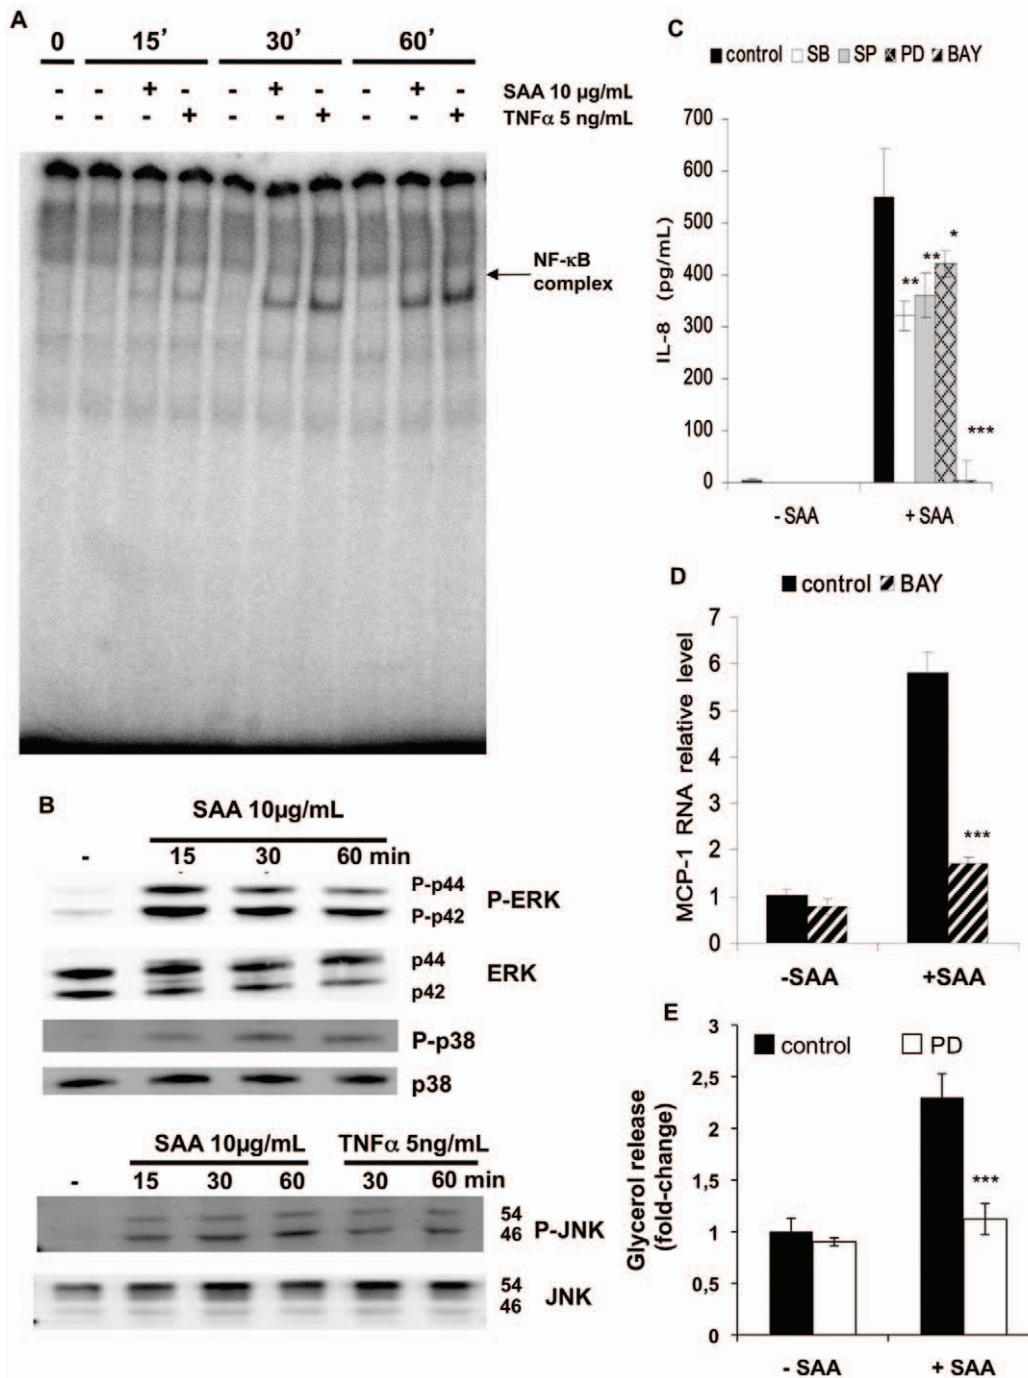 A
0 15’ 30’ 60’
- - + - - + - - + - SAA 10 µg/mL
- - - + - - + - - + TNFα 5 ng/mL
NF-κB
complex
B
SAA 10µg/mL
- 15 30 60 min
P-p44
P-p42
P-ERK
p44
p42
ERK
P-p38
p38
SAA 10µg/mL TNFα 5ng/mL
- 15 30 60 30 60 min
54
46
P-JNK
54
46
JNK
C
control SB SP PD BAY
IL-8 (pg/mL)
700
600
500
400
300
200
100
0
**
**
*
***
- SAA + SAA
D
control BAY
MCP-1 RNA relative level
7
6
5
4
3
2
1
0
***
-SAA +SAA
E
control PD
Glycerol release
(fold-change)
3
2,5
2
1,5
1
0,5
0
***
- SAA + SAA